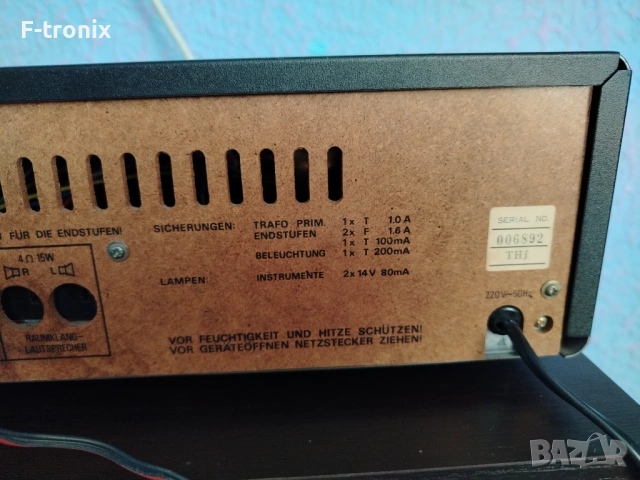 F-tronix
N FÜR DIE ENDSTUFEN!
4Ω 15W
R L
RAUMKLANG-
LAUTSPRECHER
SICHERUNGEN: TRAFO PRIM. 1x T 1.0 A
ENDSTUFEN 2x F 1.6 A
1x T 100mA
BELEUCHTUNG 1x T 200mA
LAMPEN: INSTRUMENTE 2x 14V 80mA
VOR FEUCHTIGKEIT UND HITZE SCHÜTZEN!
VOR GERÄTEÖFFNEN NETZSTECKER ZIEHEN!
SERIAL NO.
006892
THJ
220V~50Hz
BAZAR
bg